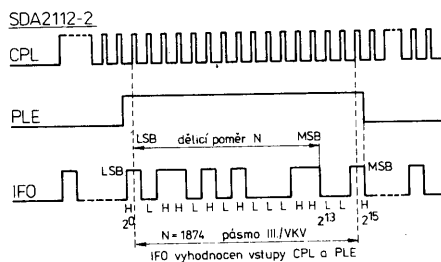 SDA2112-2
CPL
PLE
LSB dělicí poměr N MSB
LSB MSB
IFO
H L H H L H L H L L L H H L L H
2⁰ 2¹³ 2¹⁵
N = 1874 pásmo III./VKV
IFO vyhodnocen vstupy CPL a PLE